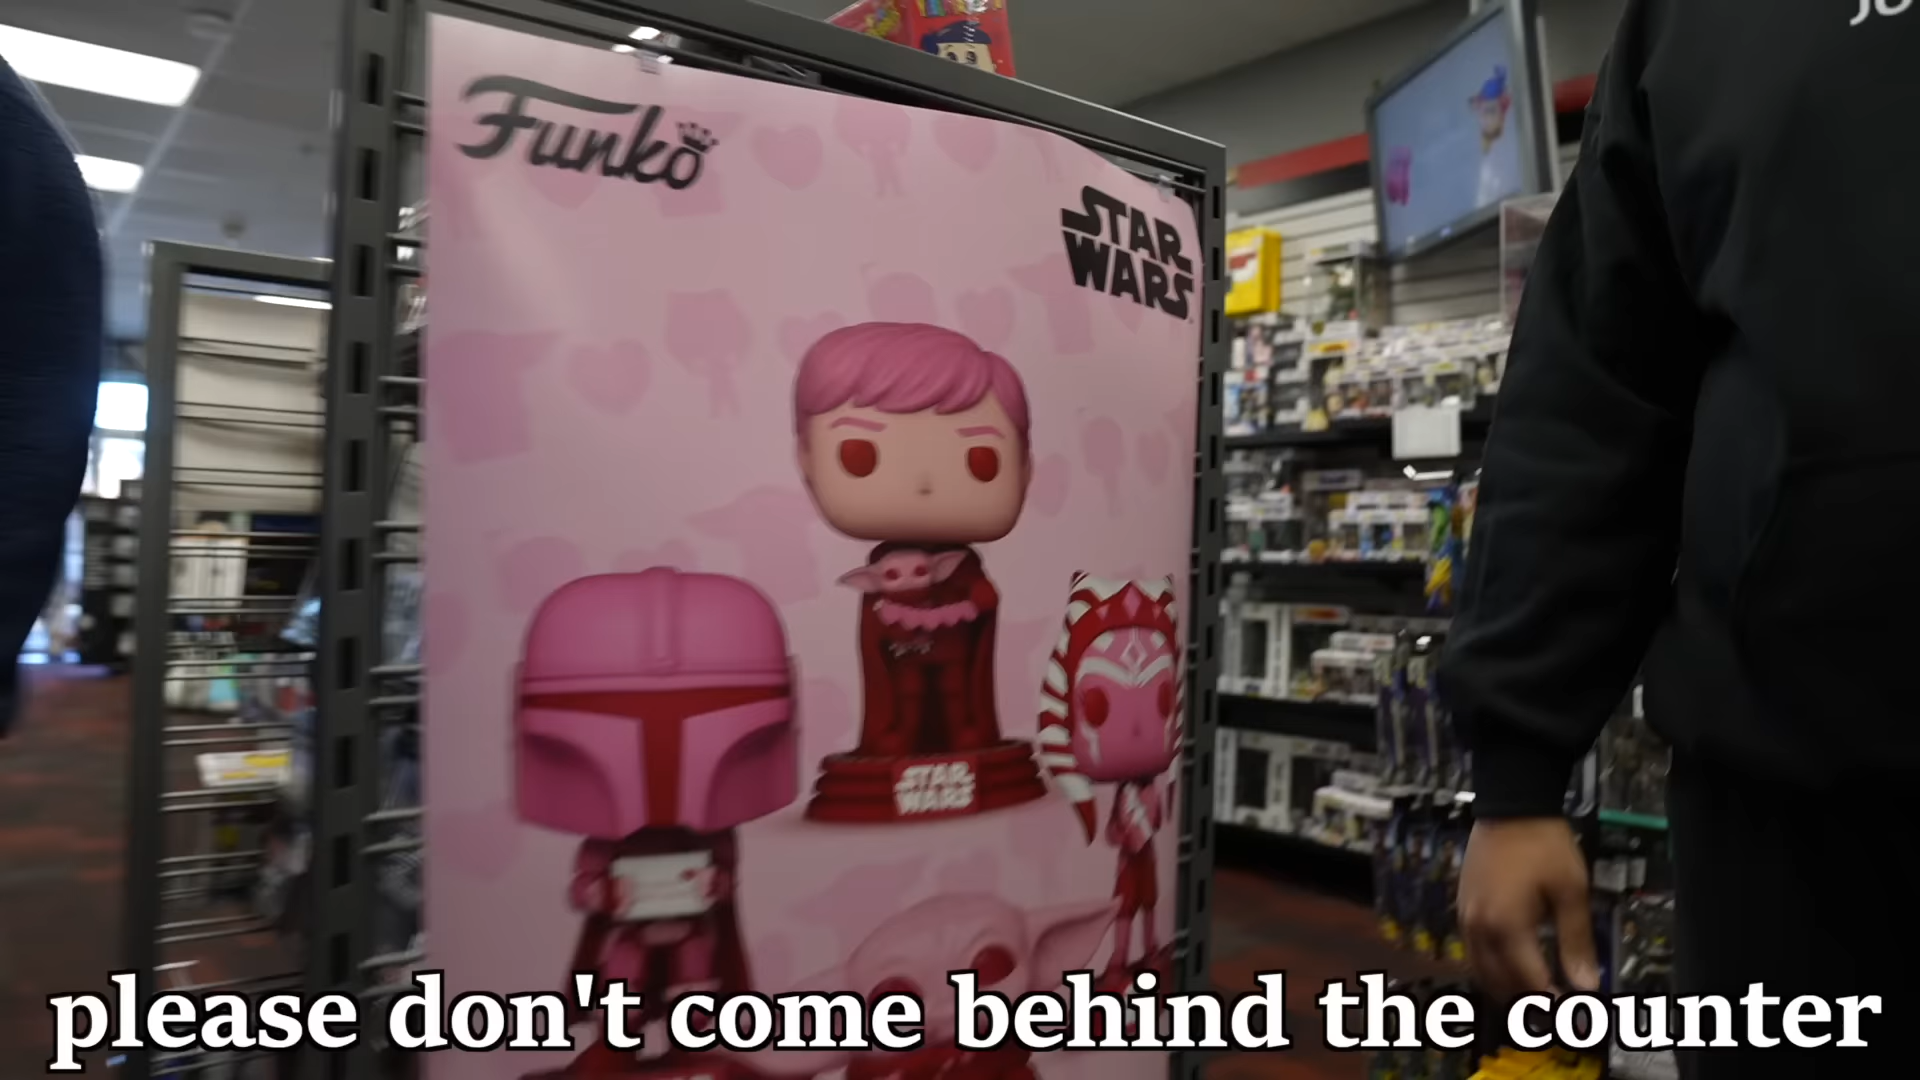 Funko
STAR
WARS
STAR
WARS
please don't come behind the counter